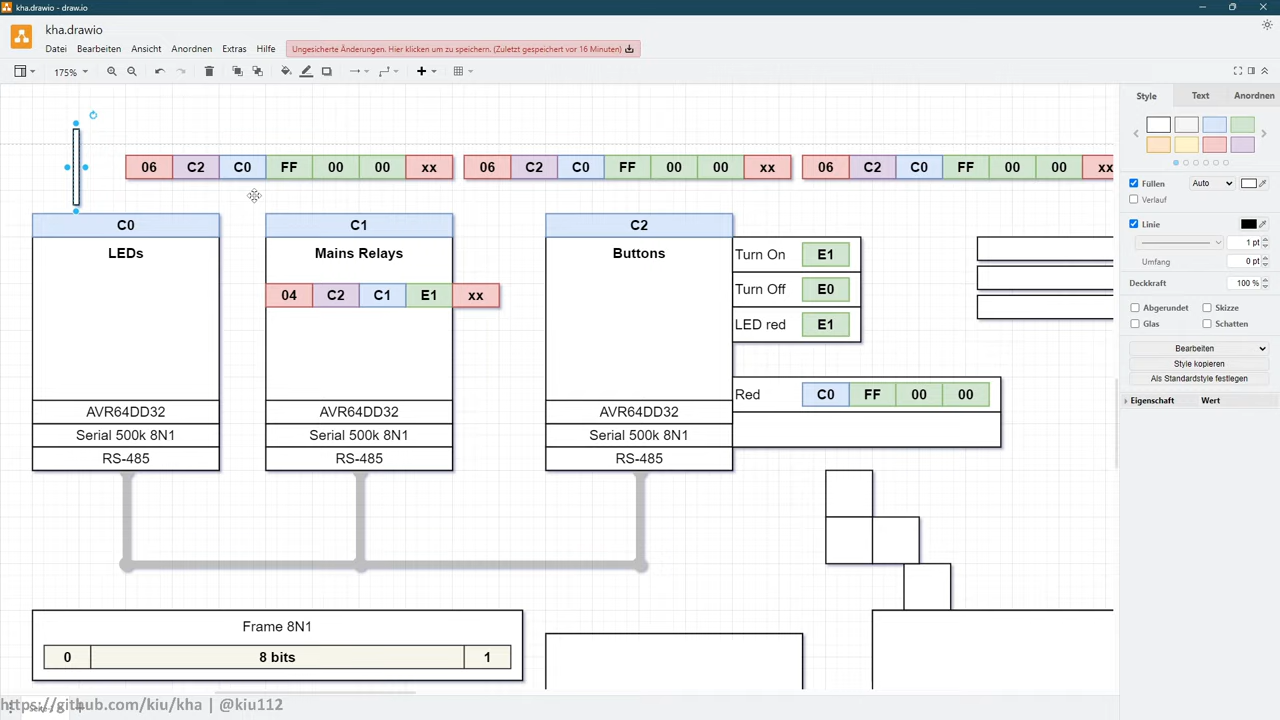 kha.drawio - draw.io
kha.drawio
Datei Bearbeiten Ansicht Anordnen Extras Hilfe
Ungesicherte Änderungen. Hier klicken um zu speichern. (Zuletzt gespeichert vor 16 Minuten)
175%
Style Text Anordnen
06 C2 C0 FF 00 00 xx 06 C2 C0 FF 00 00 xx 06 C2 C0 FF 00 00 xx
C0 C1 C2
LEDs Mains Relays Buttons
Turn On E1
Turn Off E0
LED red E1
04 C2 C1 E1 xx
Red C0 FF 00 00
AVR64DD32 AVR64DD32 AVR64DD32
Serial 500k 8N1 Serial 500k 8N1 Serial 500k 8N1
RS-485 RS-485 RS-485
Frame 8N1
0 8 bits 1
Füllen Auto
Verlauf
Linie
1 pt
Umfang 0 pt
Deckkraft 100 %
Abgerundet Skizze
Glas Schatten
Bearbeiten
Style kopieren
Als Standardstyle festlegen
Eigenschaft Wert
https://github.com/kiu/kha | @kiu112